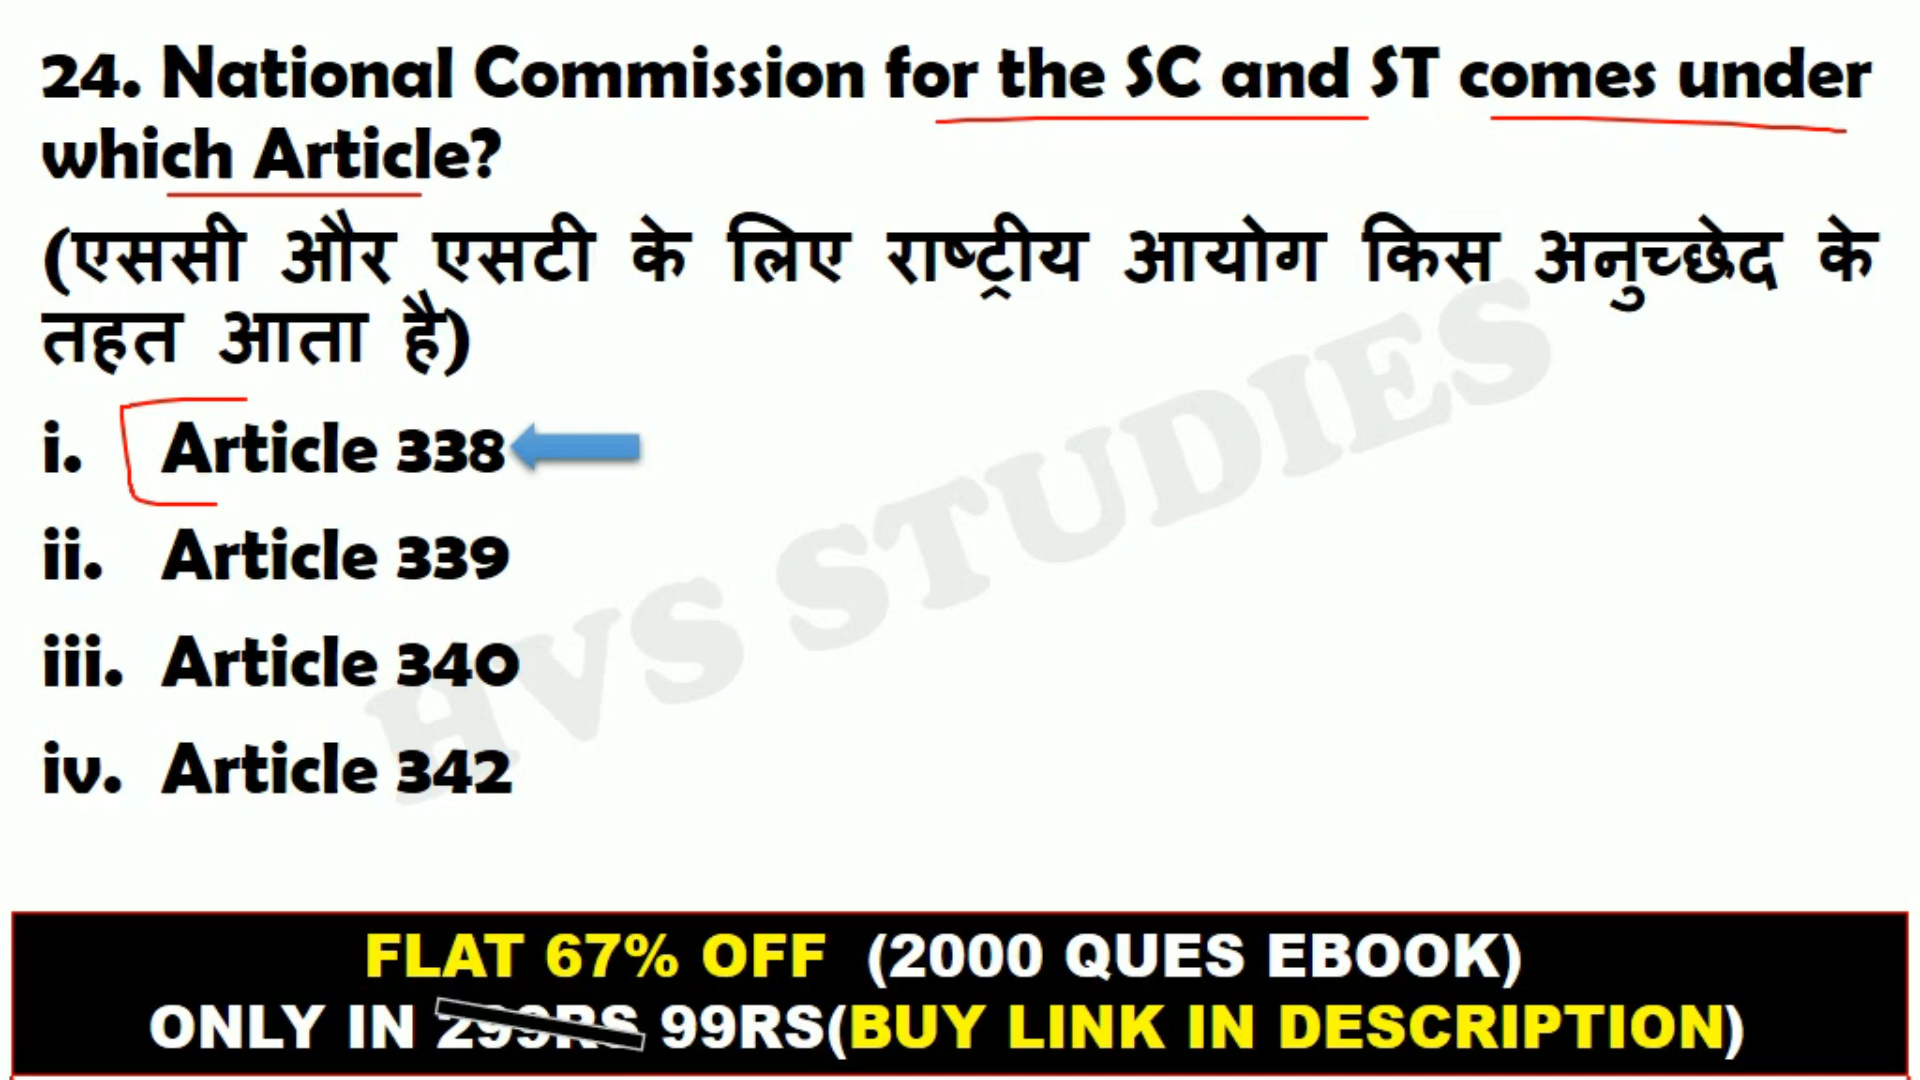 24. National Commission for the SC and ST comes under
which Article?
(एससी और एसटी के लिए राष्ट्रीय आयोग किस अनुच्छेद के
तहत आता है)
i. Article 338
ii. Article 339
iii. Article 340
iv. Article 342
HVS STUDIES
FLAT 67% OFF (2000 QUES EBOOK)
ONLY IN 299RS 99RS(BUY LINK IN DESCRIPTION)